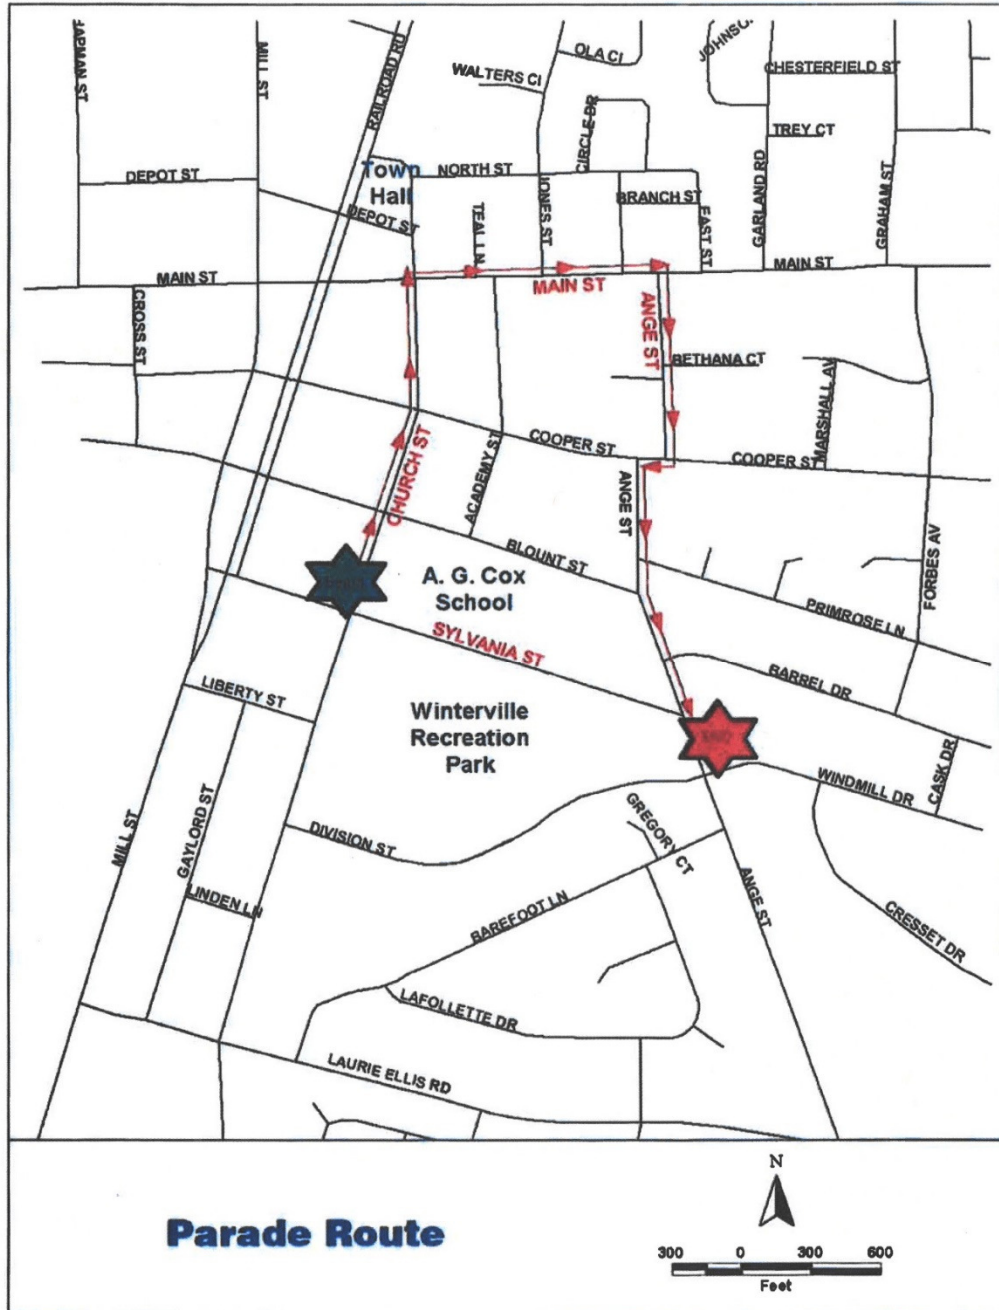 MILL ST
RAILROAD RD
WALTERS CI
OLA CI
CHESTERFIELD ST
CIRCLE DR
TREY CT
GARLAND RD
GRAHAM ST
DEPOT ST
Town
Hall
NORTH ST
DEPOT ST
TEAL LN
JONES ST
BRANCH ST
EAST ST
MAIN ST
MAIN ST
MAIN ST
CROSS ST
ANGE ST
BETHANA CT
MARSHALL AV
CHURCH ST
ACADEMY ST
COOPER ST
COOPER ST
ANGE ST
FORBES AV
BLOUNT ST
A. G. Cox
School
PRIMROSE LN
SYLVANIA ST
BARREL DR
LIBERTY ST
Winterville
Recreation
Park
WINDMILL DR
CASK DR
MILL ST
GAYLORD ST
DIVISION ST
GREGORY CT
LINDEN LN
BAREFOOT LN
ANGE ST
CRESSET DR
LAFOLLETTE DR
LAURIE ELLIS RD
Parade Route
N
300 0 300 600
Feet